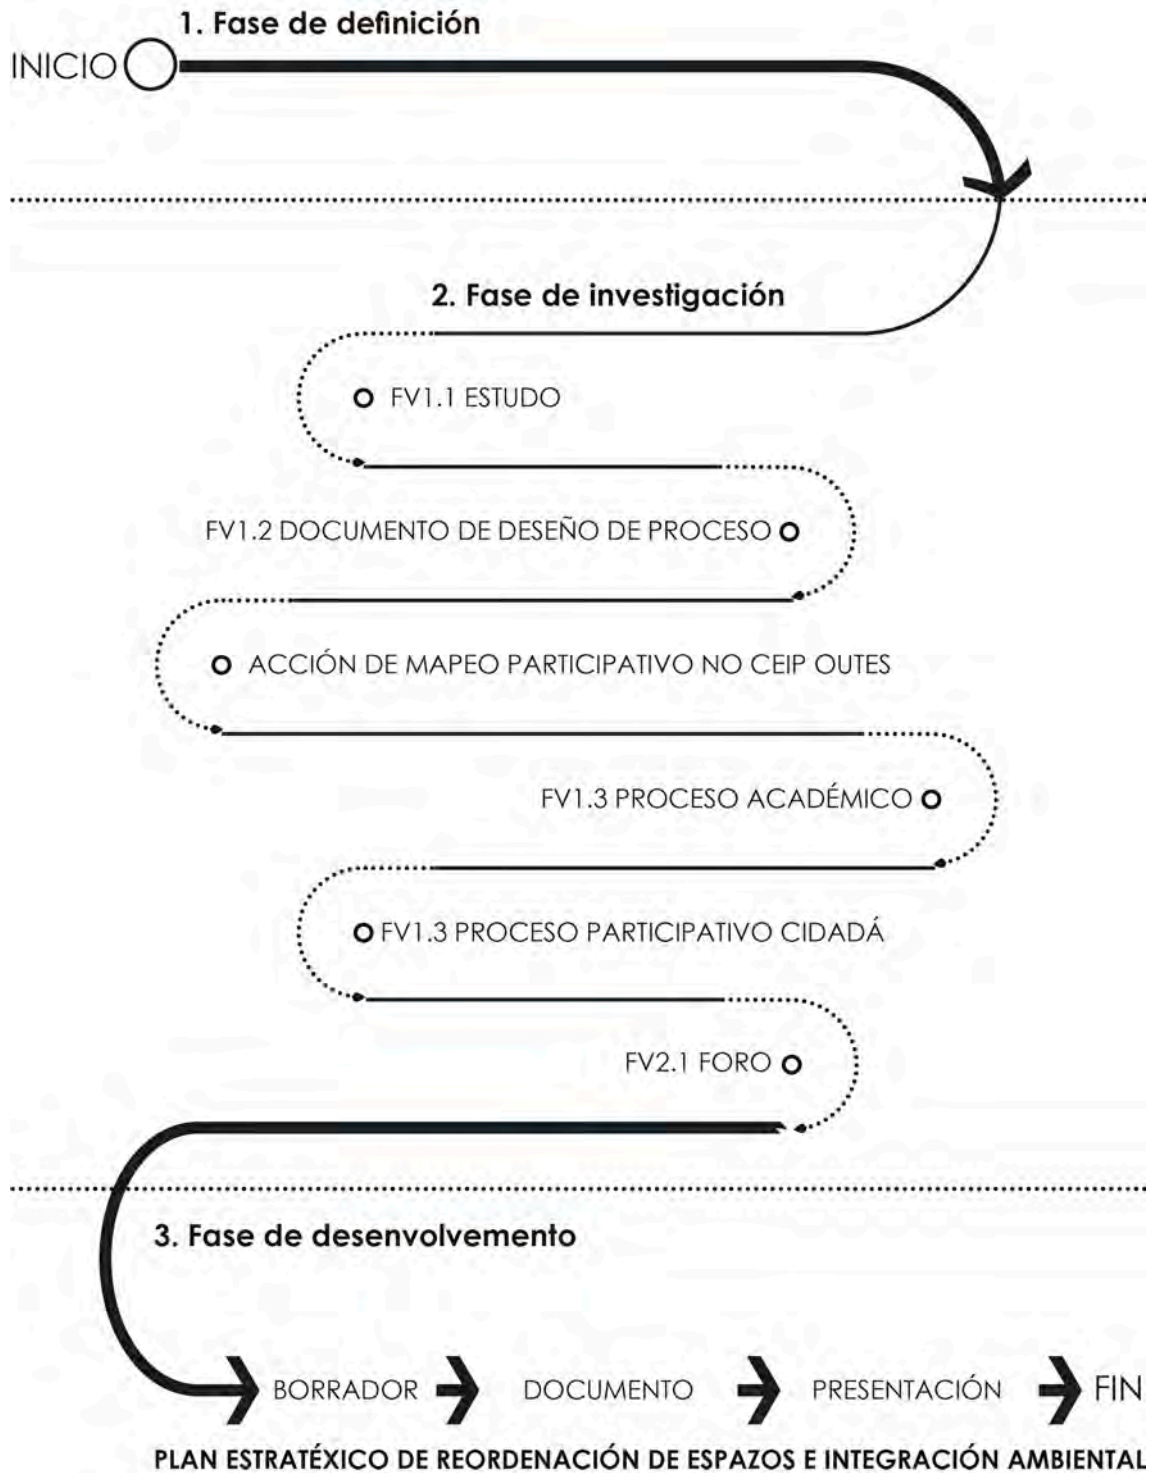 1. Fase de definición
INICIO
2. Fase de investigación
FV1.1 ESTUDO
FV1.2 DOCUMENTO DE DESEÑO DE PROCESO
ACCIÓN DE MAPEO PARTICIPATIVO NO CEIP OUTES
FV1.3 PROCESO ACADÉMICO
FV1.3 PROCESO PARTICIPATIVO CIDADÁ
FV2.1 FORO
3. Fase de desenvolvemento
BORRADOR DOCUMENTO PRESENTACIÓN FIN
PLAN ESTRATÉXICO DE REORDENACIÓN DE ESPAZOS E INTEGRACIÓN AMBIENTAL